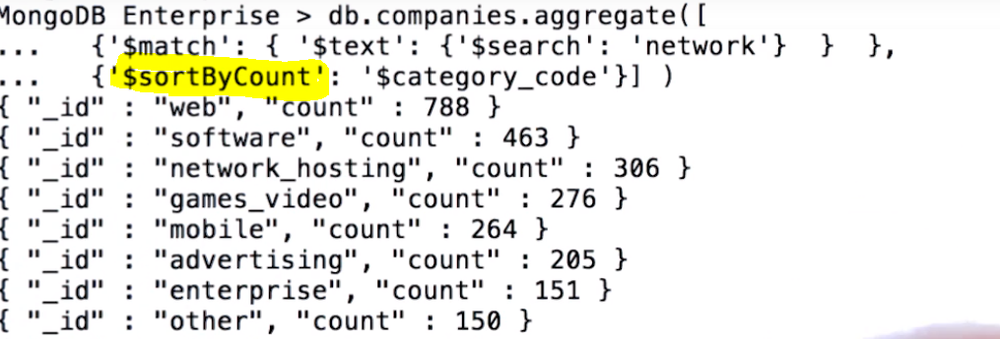 MongoDB Enterprise > db.companies.aggregate([
...   {'$match': { '$text': {'$search': 'network'}  }  },
...   {'$sortByCount': '$category_code'}] )
{ "_id" : "web", "count" : 788 }
{ "_id" : "software", "count" : 463 }
{ "_id" : "network_hosting", "count" : 306 }
{ "_id" : "games_video", "count" : 276 }
{ "_id" : "mobile", "count" : 264 }
{ "_id" : "advertising", "count" : 205 }
{ "_id" : "enterprise", "count" : 151 }
{ "_id" : "other", "count" : 150 }